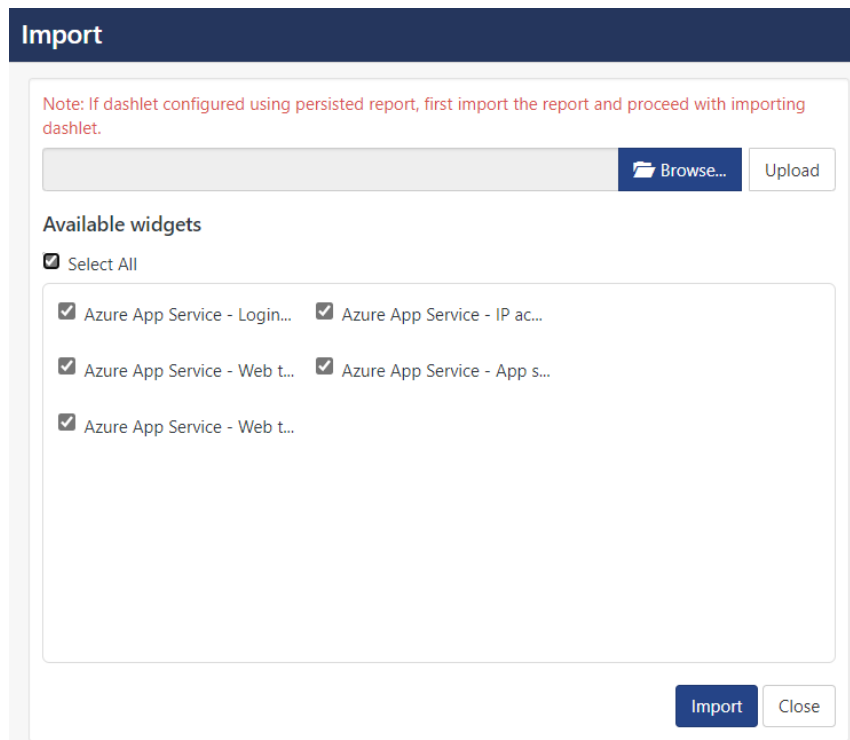 Import
Note: If dashlet configured using persisted report, first import the report and proceed with importing
dashlet.
Browse...
Upload
Available widgets
Select All
Azure App Service - Login...
Azure App Service - IP ac...
Azure App Service - Web t...
Azure App Service - App s...
Azure App Service - Web t...
Import
Close